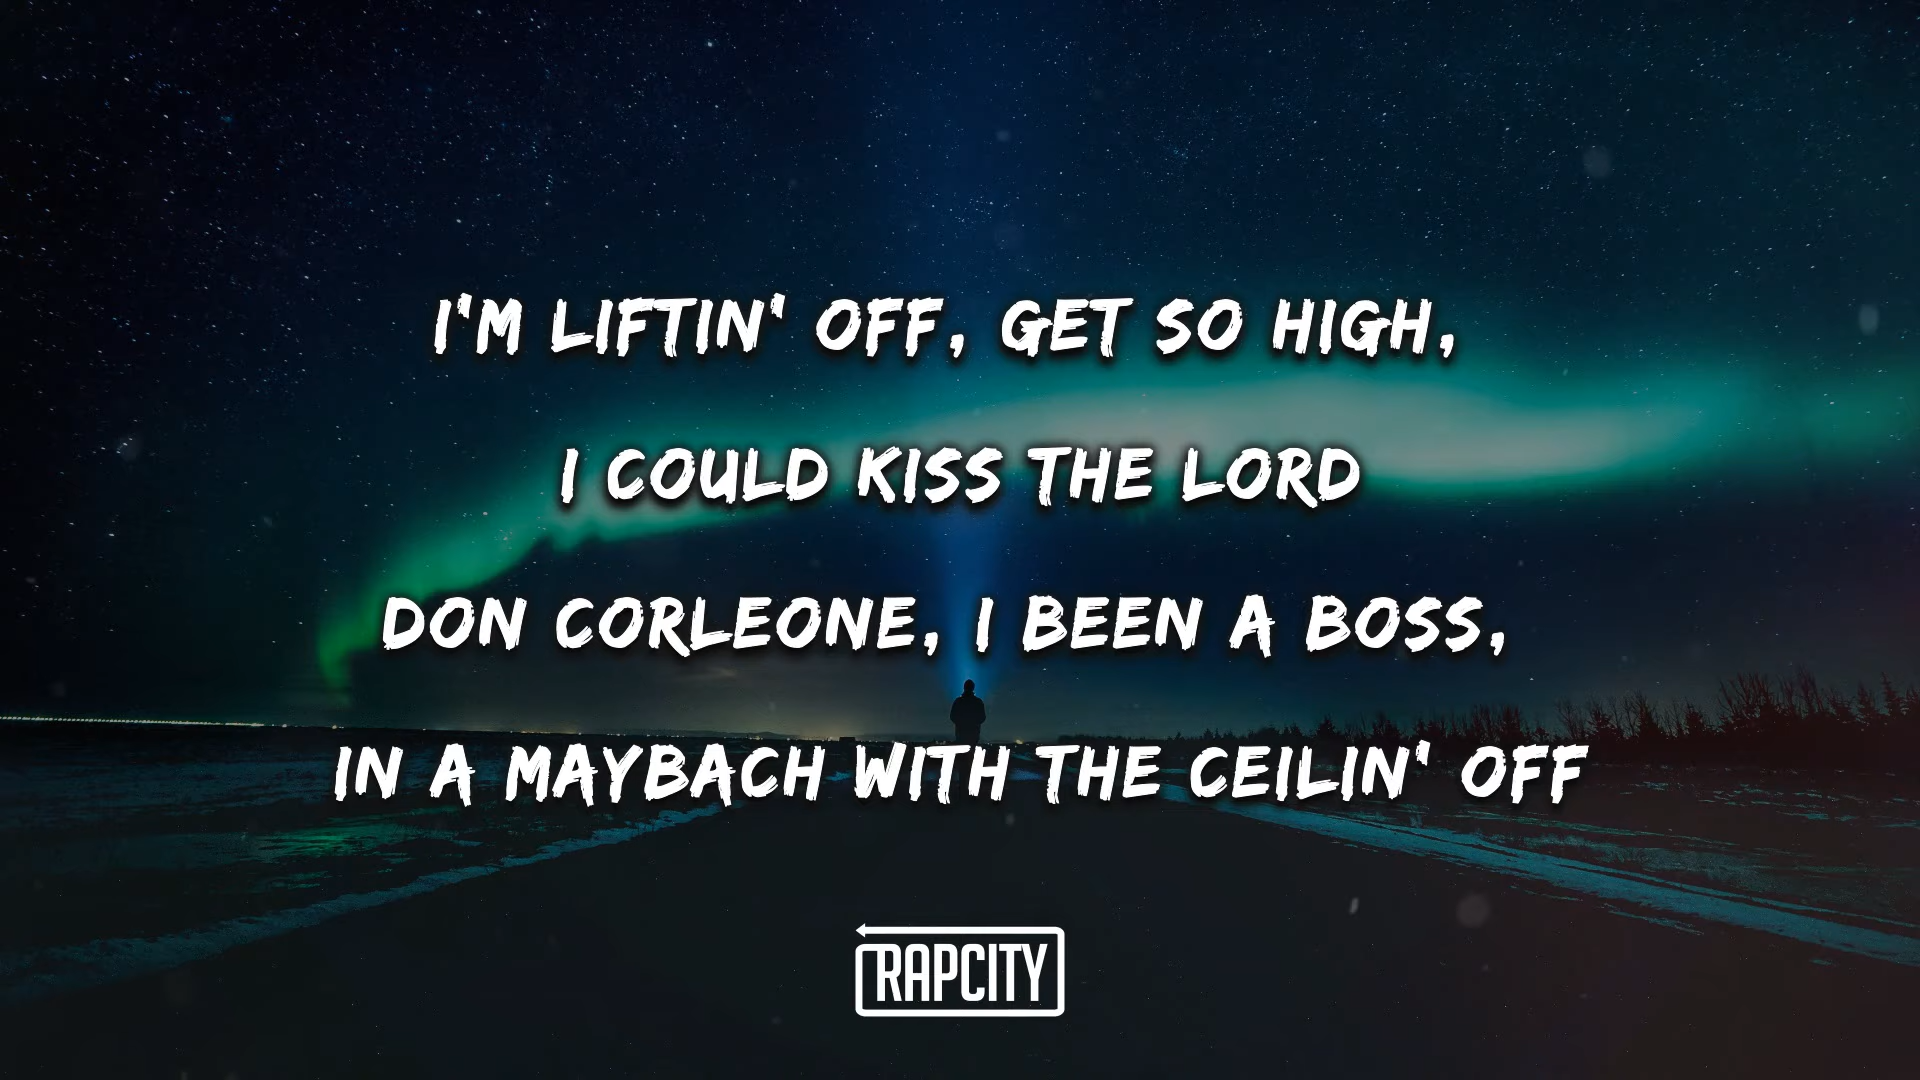 I'M LIFTIN' OFF, GET SO HIGH,
I COULD KISS THE LORD
DON CORLEONE, I BEEN A BOSS,
IN A MAYBACH WITH THE CEILIN' OFF
RAPCITY